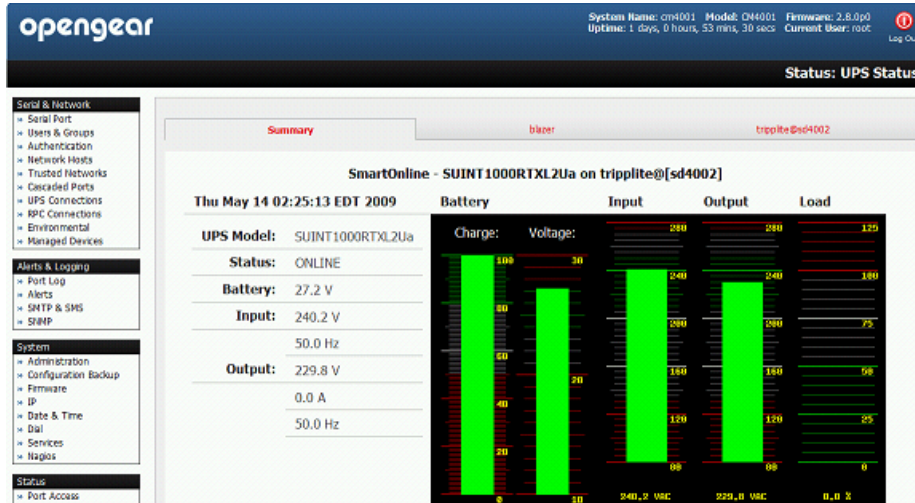 opengear
System Name: cm4001 Model: CM4001 Firmware: 2.8.0p0
Uptime: 1 days, 0 hours, 53 mins, 30 secs Current User: root
Log Ou
Status: UPS Status
Serial & Network
» Serial Port
» Users & Groups
» Authentication
» Network Hosts
» Trusted Networks
» Cascaded Ports
» UPS Connections
» RPC Connections
» Environmental
» Managed Devices
Alerts & Logging
» Port Log
» Alerts
» SMTP & SMS
» SNMP
System
» Administration
» Configuration Backup
» Firmware
» IP
» Date & Time
» Dial
» Services
» Nagios
Status
» Port Access
Summary
blazer
tripplite@sd4002
SmartOnline - SUINT1000RTXL2Ua on tripplite@[sd4002]
Thu May 14 02:25:13 EDT 2009
UPS Model: SUINT1000RTXL2Ua
Status: ONLINE
Battery: 27.2 V
Input: 240.2 V
50.0 Hz
Output: 229.8 V
0.0 A
50.0 Hz
Battery Input Output Load
Charge: Voltage:
100
80
60
40
20
0
30
20
10
280
240
200
160
120
80
240.2 VAC
280
240
200
160
120
80
229.8 VAC
125
100
75
50
25
0
0.0 %